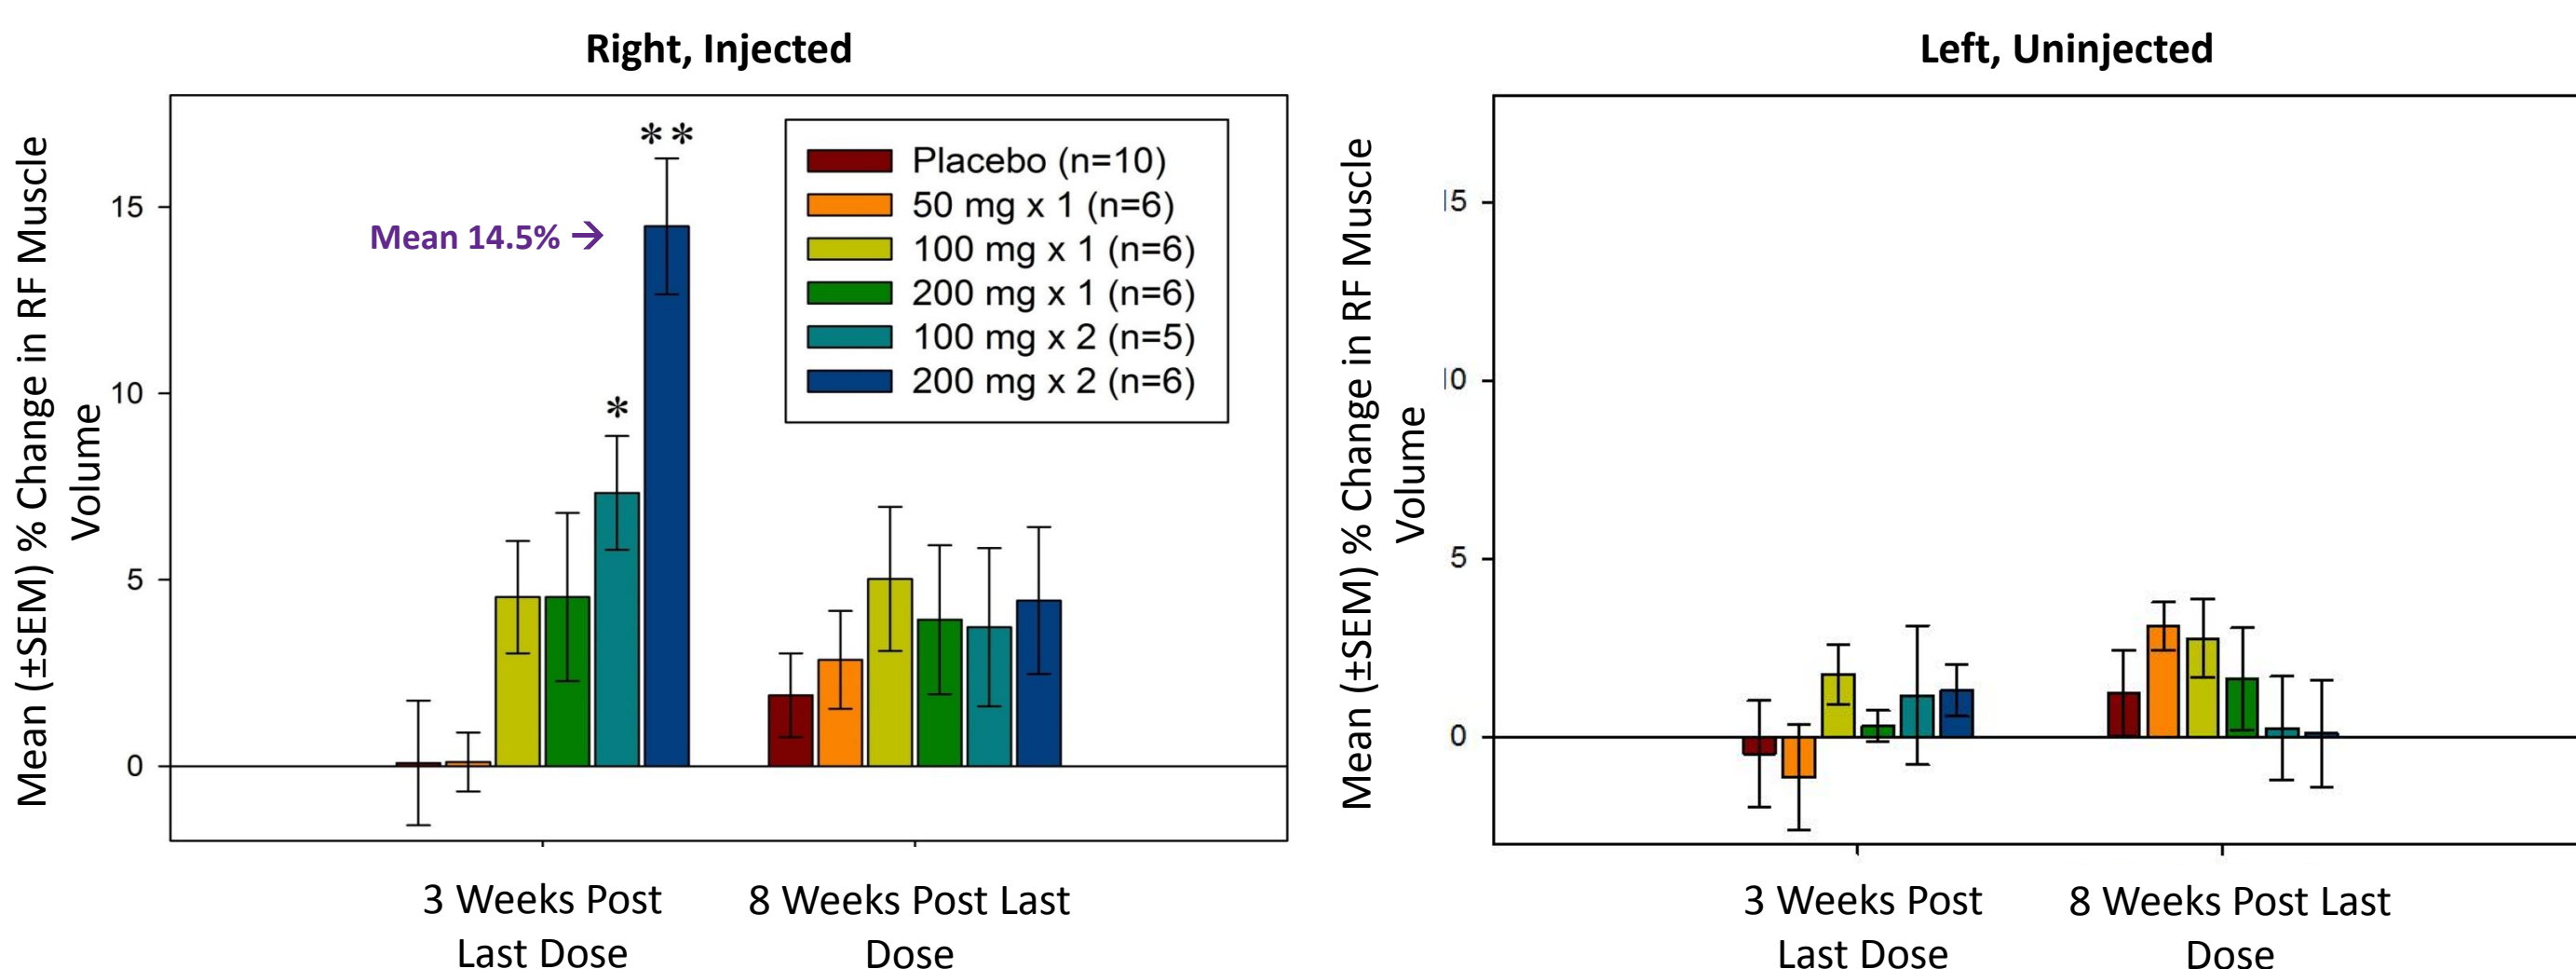 Right, Injected
Mean (±SEM) % Change in RF Muscle
Volume
15
10
5
0
**
*
Mean 14.5% →
Placebo (n=10)
50 mg x 1 (n=6)
100 mg x 1 (n=6)
200 mg x 1 (n=6)
100 mg x 2 (n=5)
200 mg x 2 (n=6)
3 Weeks Post
Last Dose
8 Weeks Post Last
Dose
Left, Uninjected
Mean (±SEM) % Change in RF Muscle
Volume
15
10
5
0
3 Weeks Post
Last Dose
8 Weeks Post Last
Dose